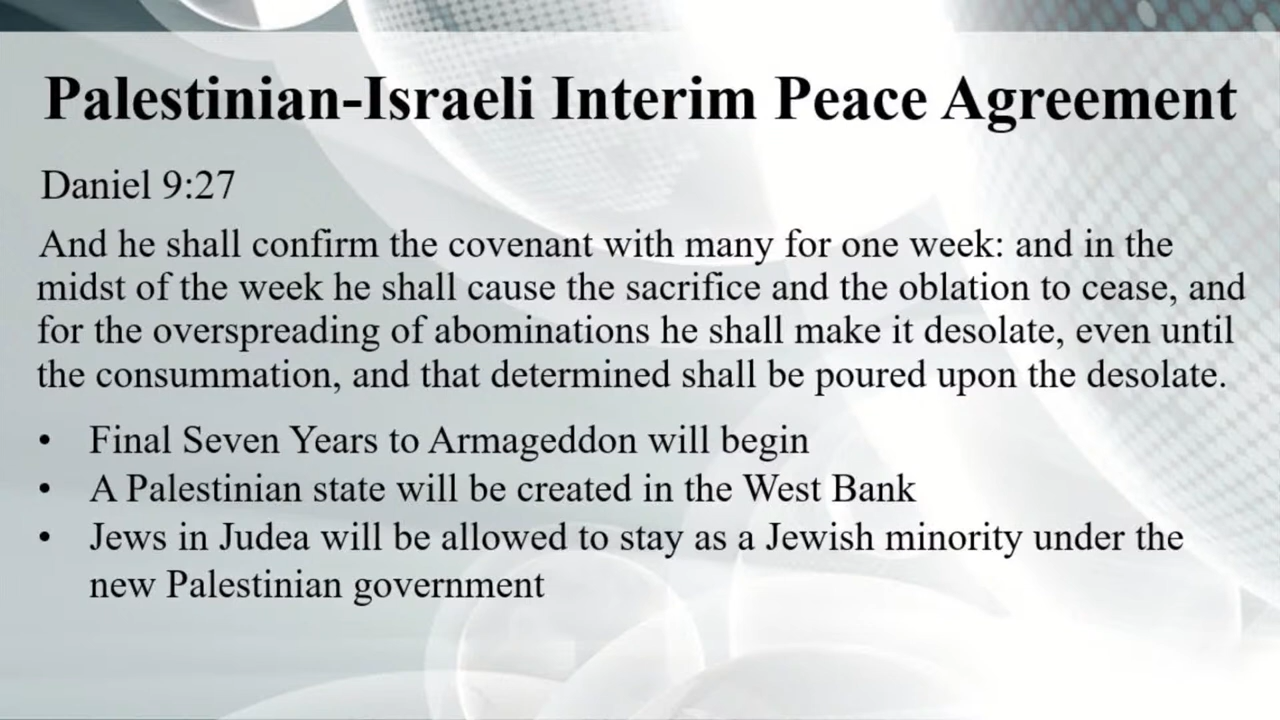 Palestinian-Israeli Interim Peace Agreement
Daniel 9:27
And he shall confirm the covenant with many for one week: and in the
midst of the week he shall cause the sacrifice and the oblation to cease, and
for the overspreading of abominations he shall make it desolate, even until
the consummation, and that determined shall be poured upon the desolate.
• Final Seven Years to Armageddon will begin
• A Palestinian state will be created in the West Bank
• Jews in Judea will be allowed to stay as a Jewish minority under the
new Palestinian government